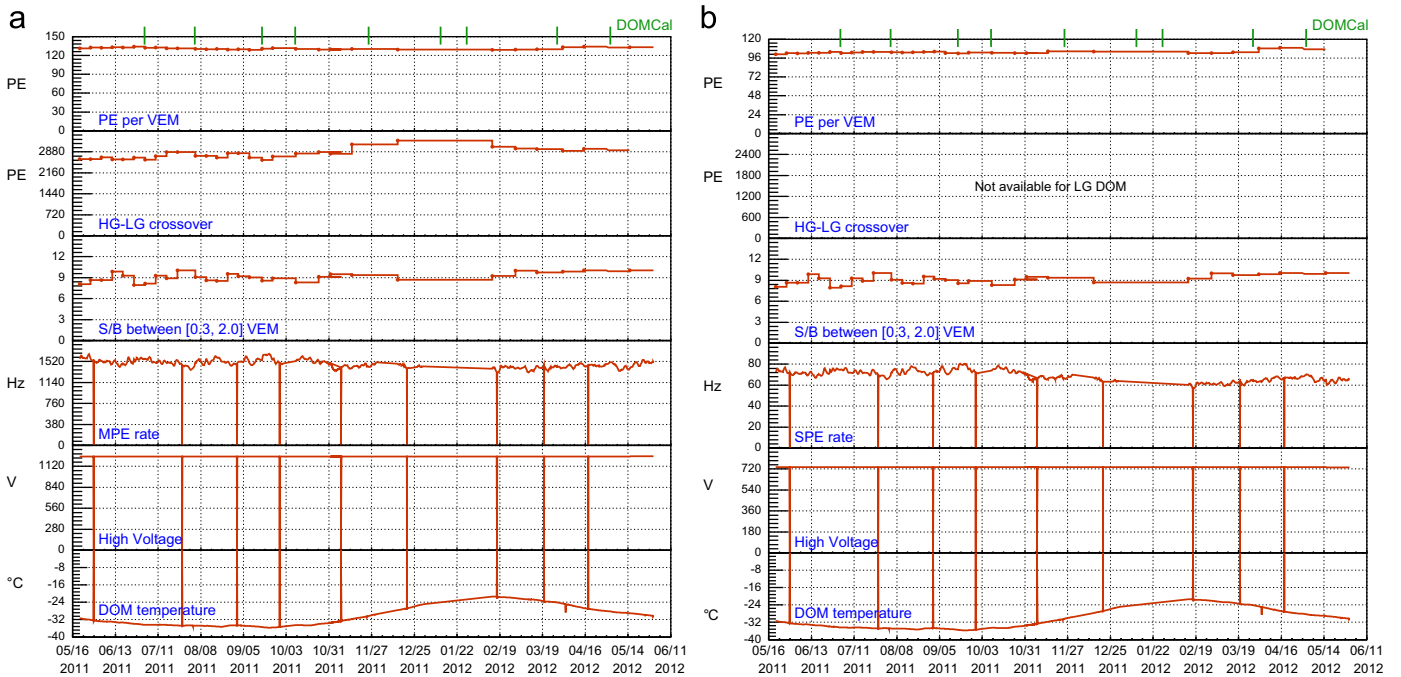 a
DOMCal
PE
150
120
90
60
30
0
PE per VEM
PE
2880
2160
1440
720
0
HG-LG crossover
12
9
6
3
0
S/B between [0.3, 2.0] VEM
Hz
1520
1140
760
380
0
MPE rate
V
1120
840
560
280
0
High Voltage
°C
-8
-16
-24
-32
-40
DOM temperature
05/16 06/13 07/11 08/08 09/05 10/03 10/31 11/27 12/25 01/22 02/19 03/19 04/16 05/14 06/11
2011 2011 2011 2011 2011 2011 2011 2011 2011 2012 2012 2012 2012 2012 2012
b
DOMCal
PE
120
96
72
48
24
0
PE per VEM
PE
2400
1800
1200
600
0
Not available for LG DOM
HG-LG crossover
12
9
6
3
0
S/B between [0.3, 2.0] VEM
Hz
80
60
40
20
0
SPE rate
V
720
540
360
180
0
High Voltage
°C
-8
-16
-24
-32
-40
DOM temperature
05/16 06/13 07/11 08/08 09/05 10/03 10/31 11/27 12/25 01/22 02/19 03/19 04/16 05/14 06/11
2011 2011 2011 2011 2011 2011 2011 2011 2011 2012 2012 2012 2012 2012 2012